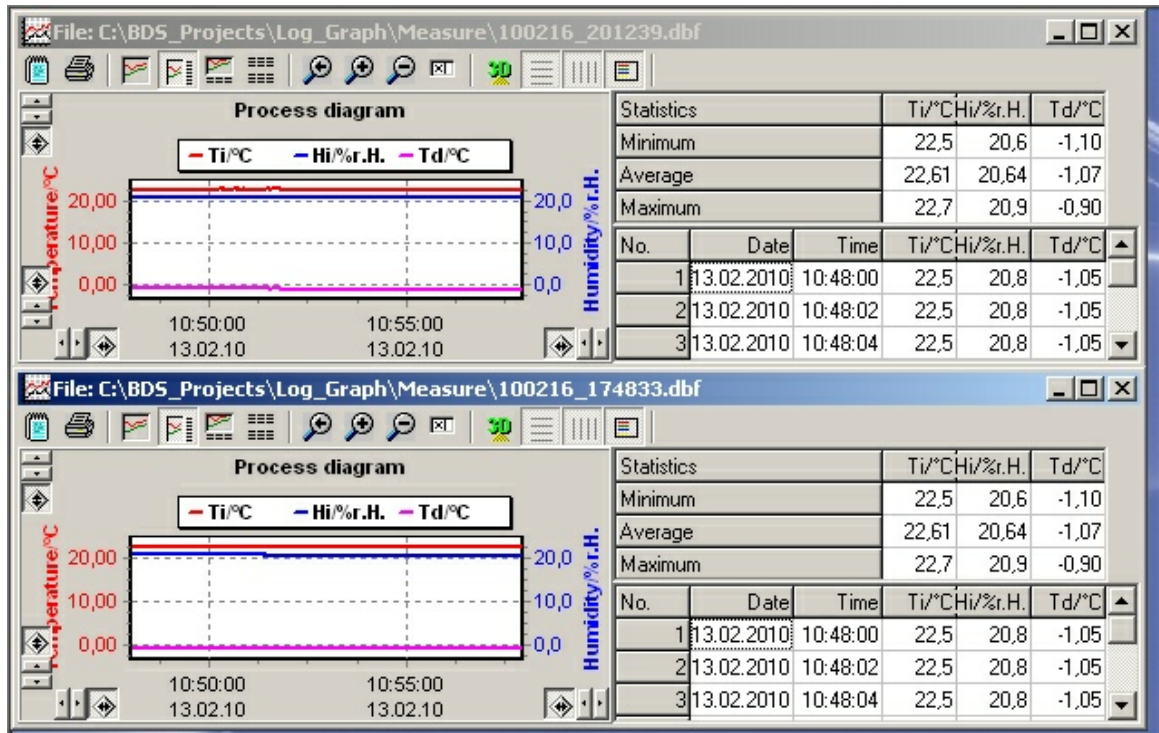 File: C:\BDS_Projects\Log_Graph\Measure\100216_201239.dbf
3D
Process diagram
Ti/°C Hi/%r.H. Td/°C
Temperature/°C
20,00
10,00
0,00
20,0
10,0
0,0
Humidity/%r.H.
10:50:00 10:55:00
13.02.10 13.02.10
Statistics Ti/°C Hi/%r.H. Td/°C
Minimum 22,5 20,6 -1,10
Average 22,61 20,64 -1,07
Maximum 22,7 20,9 -0,90
No. Date Time Ti/°C Hi/%r.H. Td/°C
1 13.02.2010 10:48:00 22,5 20,8 -1,05
2 13.02.2010 10:48:02 22,5 20,8 -1,05
3 13.02.2010 10:48:04 22,5 20,8 -1,05
File: C:\BDS_Projects\Log_Graph\Measure\100216_174833.dbf
3D
Process diagram
Ti/°C Hi/%r.H. Td/°C
Temperature/°C
20,00
10,00
0,00
20,0
10,0
0,0
Humidity/%r.H.
10:50:00 10:55:00
13.02.10 13.02.10
Statistics Ti/°C Hi/%r.H. Td/°C
Minimum 22,5 20,6 -1,10
Average 22,61 20,64 -1,07
Maximum 22,7 20,9 -0,90
No. Date Time Ti/°C Hi/%r.H. Td/°C
1 13.02.2010 10:48:00 22,5 20,8 -1,05
2 13.02.2010 10:48:02 22,5 20,8 -1,05
3 13.02.2010 10:48:04 22,5 20,8 -1,05